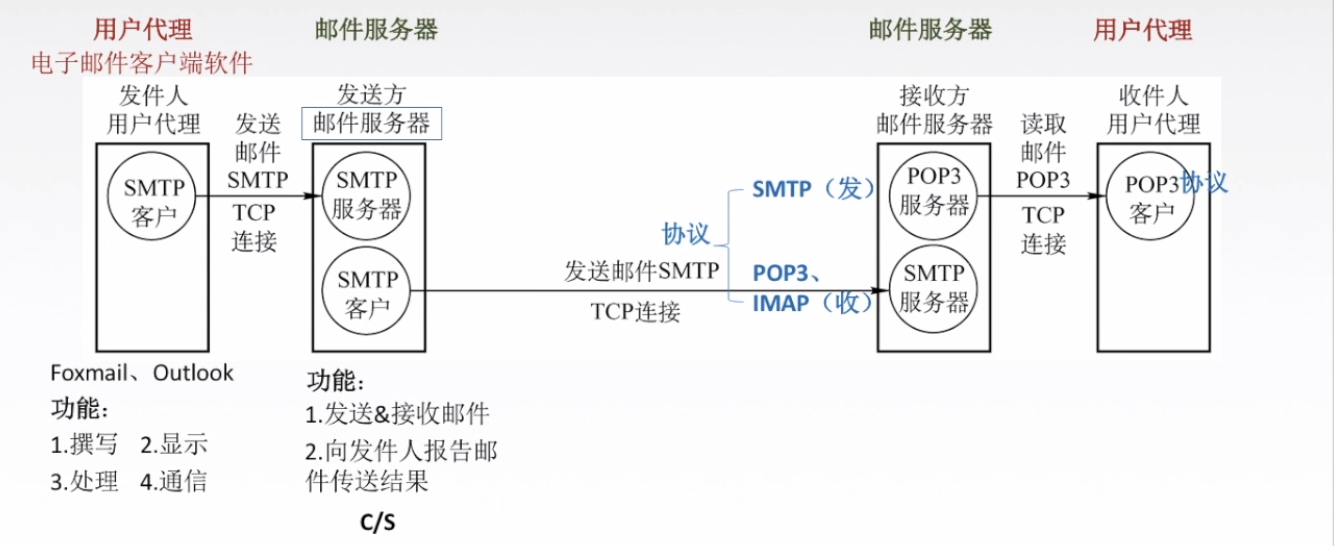 用户代理
电子邮件客户端软件
邮件服务器
邮件服务器
用户代理
发件人
用户代理
发送
邮件
SMTP
TCP
连接
发送方
邮件服务器
接收方
邮件服务器
读取
邮件
POP3
TCP
连接
收件人
用户代理
SMTP
客户
SMTP
服务器
SMTP
客户
发送邮件SMTP
TCP连接
协议
SMTP（发）
POP3、
IMAP（收）
POP3
服务器
SMTP
服务器
POP3
客户
协议
Foxmail、Outlook
功能：
1.撰写 2.显示
3.处理 4.通信
功能：
1.发送&接收邮件
2.向发件人报告邮
件传送结果
C/S